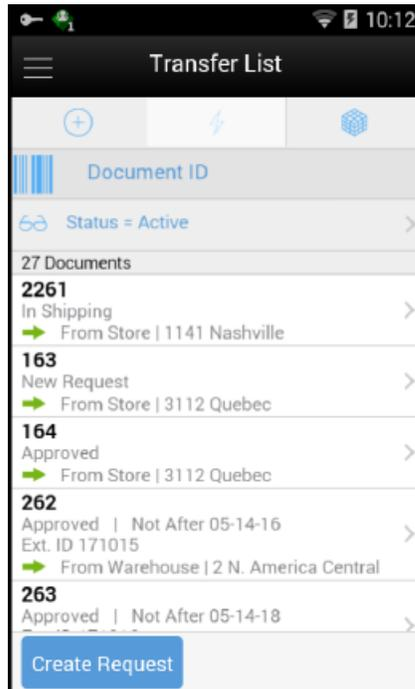 1
10:12
Transfer List
Document ID
Status = Active
27 Documents
2261
In Shipping
From Store | 1141 Nashville
163
New Request
From Store | 3112 Quebec
164
Approved
From Store | 3112 Quebec
262
Approved | Not After 05-14-16
Ext. ID 171015
From Warehouse | 2 N. America Central
263
Approved | Not After 05-14-18
Create Request